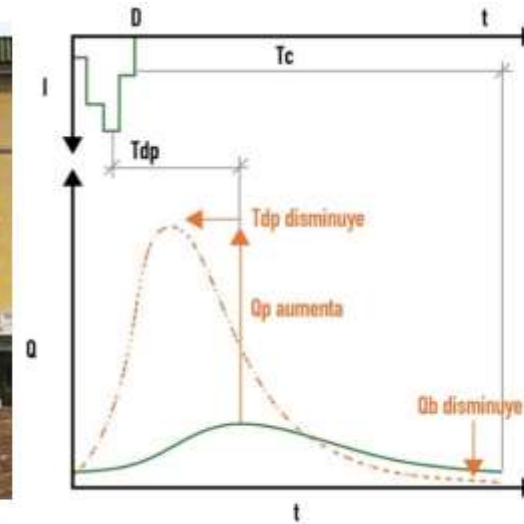 D
t
Tc
I
Tdp
Tdp disminuye
Qp aumenta
Q
Qb disminuye
t